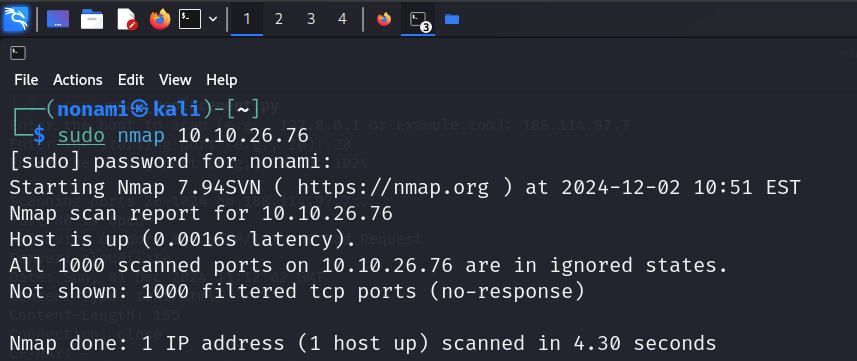 1 2 3 4 3
File Actions Edit View Help
┌──(nonami㉿kali)-[~]
└─$ sudo nmap 10.10.26.76
[sudo] password for nonami:
Starting Nmap 7.94SVN ( https://nmap.org ) at 2024-12-02 10:51 EST
Nmap scan report for 10.10.26.76
Host is up (0.0016s latency).
All 1000 scanned ports on 10.10.26.76 are in ignored states.
Not shown: 1000 filtered tcp ports (no-response)
Nmap done: 1 IP address (1 host up) scanned in 4.30 seconds